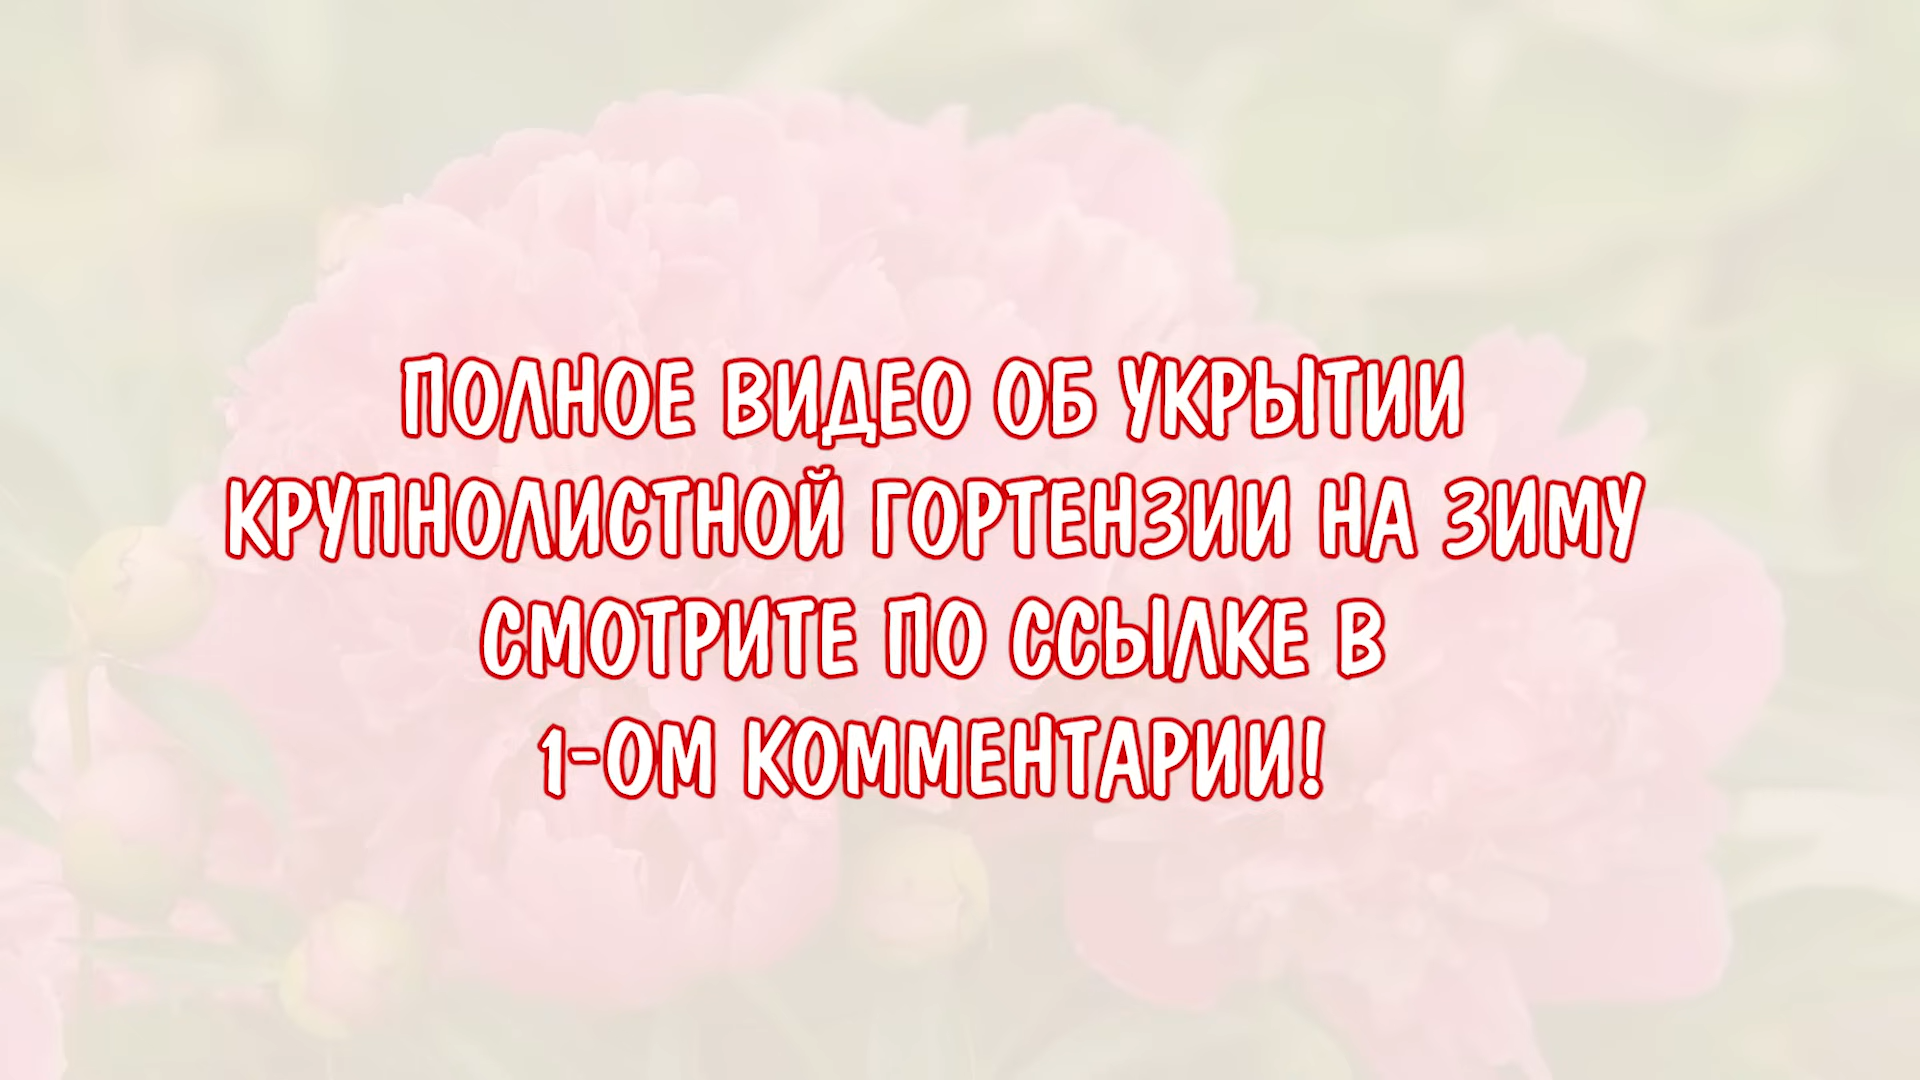 ПОЛНОЕ ВИДЕО ОБ УКРЫТИИ
КРУПНОЛИСТНОЙ ГОРТЕНЗИИ НА ЗИМУ
СМОТРИТЕ ПО ССЫЛКЕ В
1-ОМ КОММЕНТАРИИ!